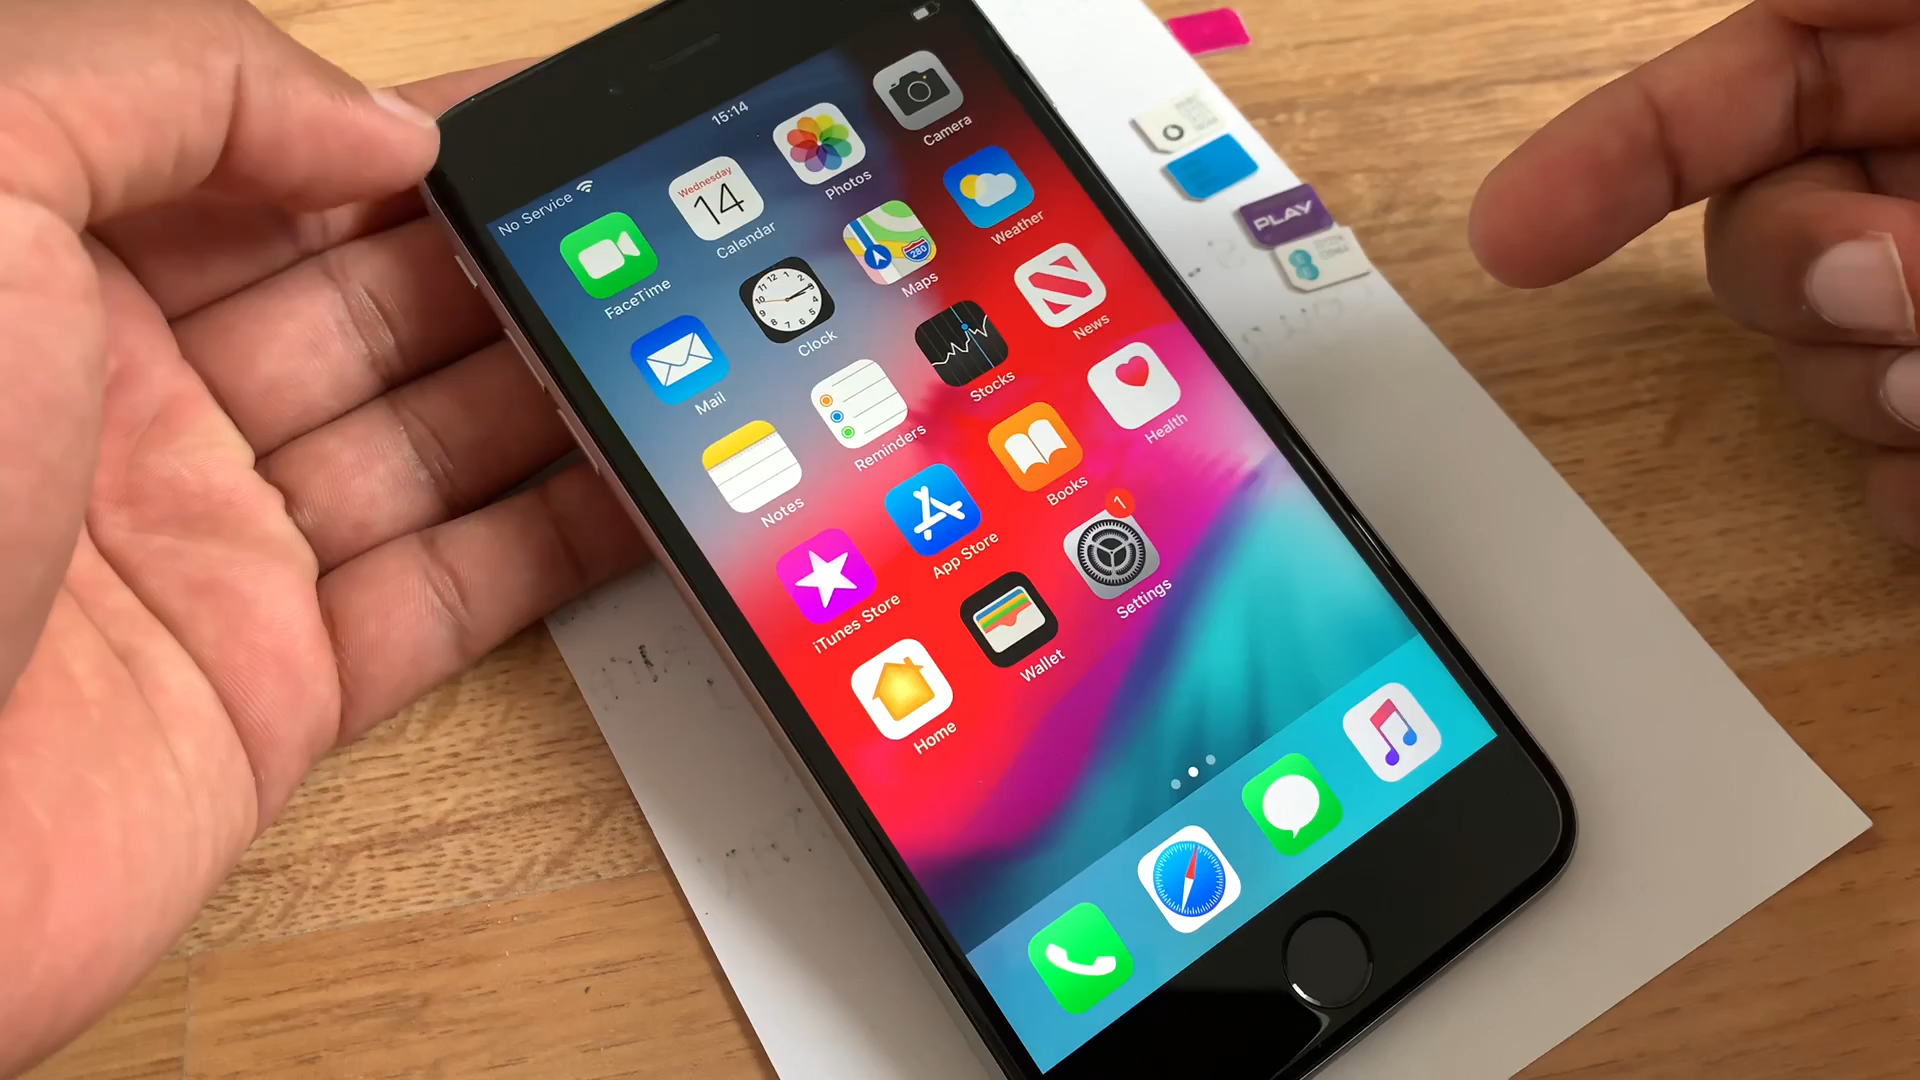 No Service
15:14
FaceTime
Wednesday
14
Calendar
Photos
Camera
Mail
Clock
280
Maps
Weather
Notes
Reminders
Stocks
News
iTunes Store
App Store
Books
Health
Home
Wallet
1
Settings
PLAY